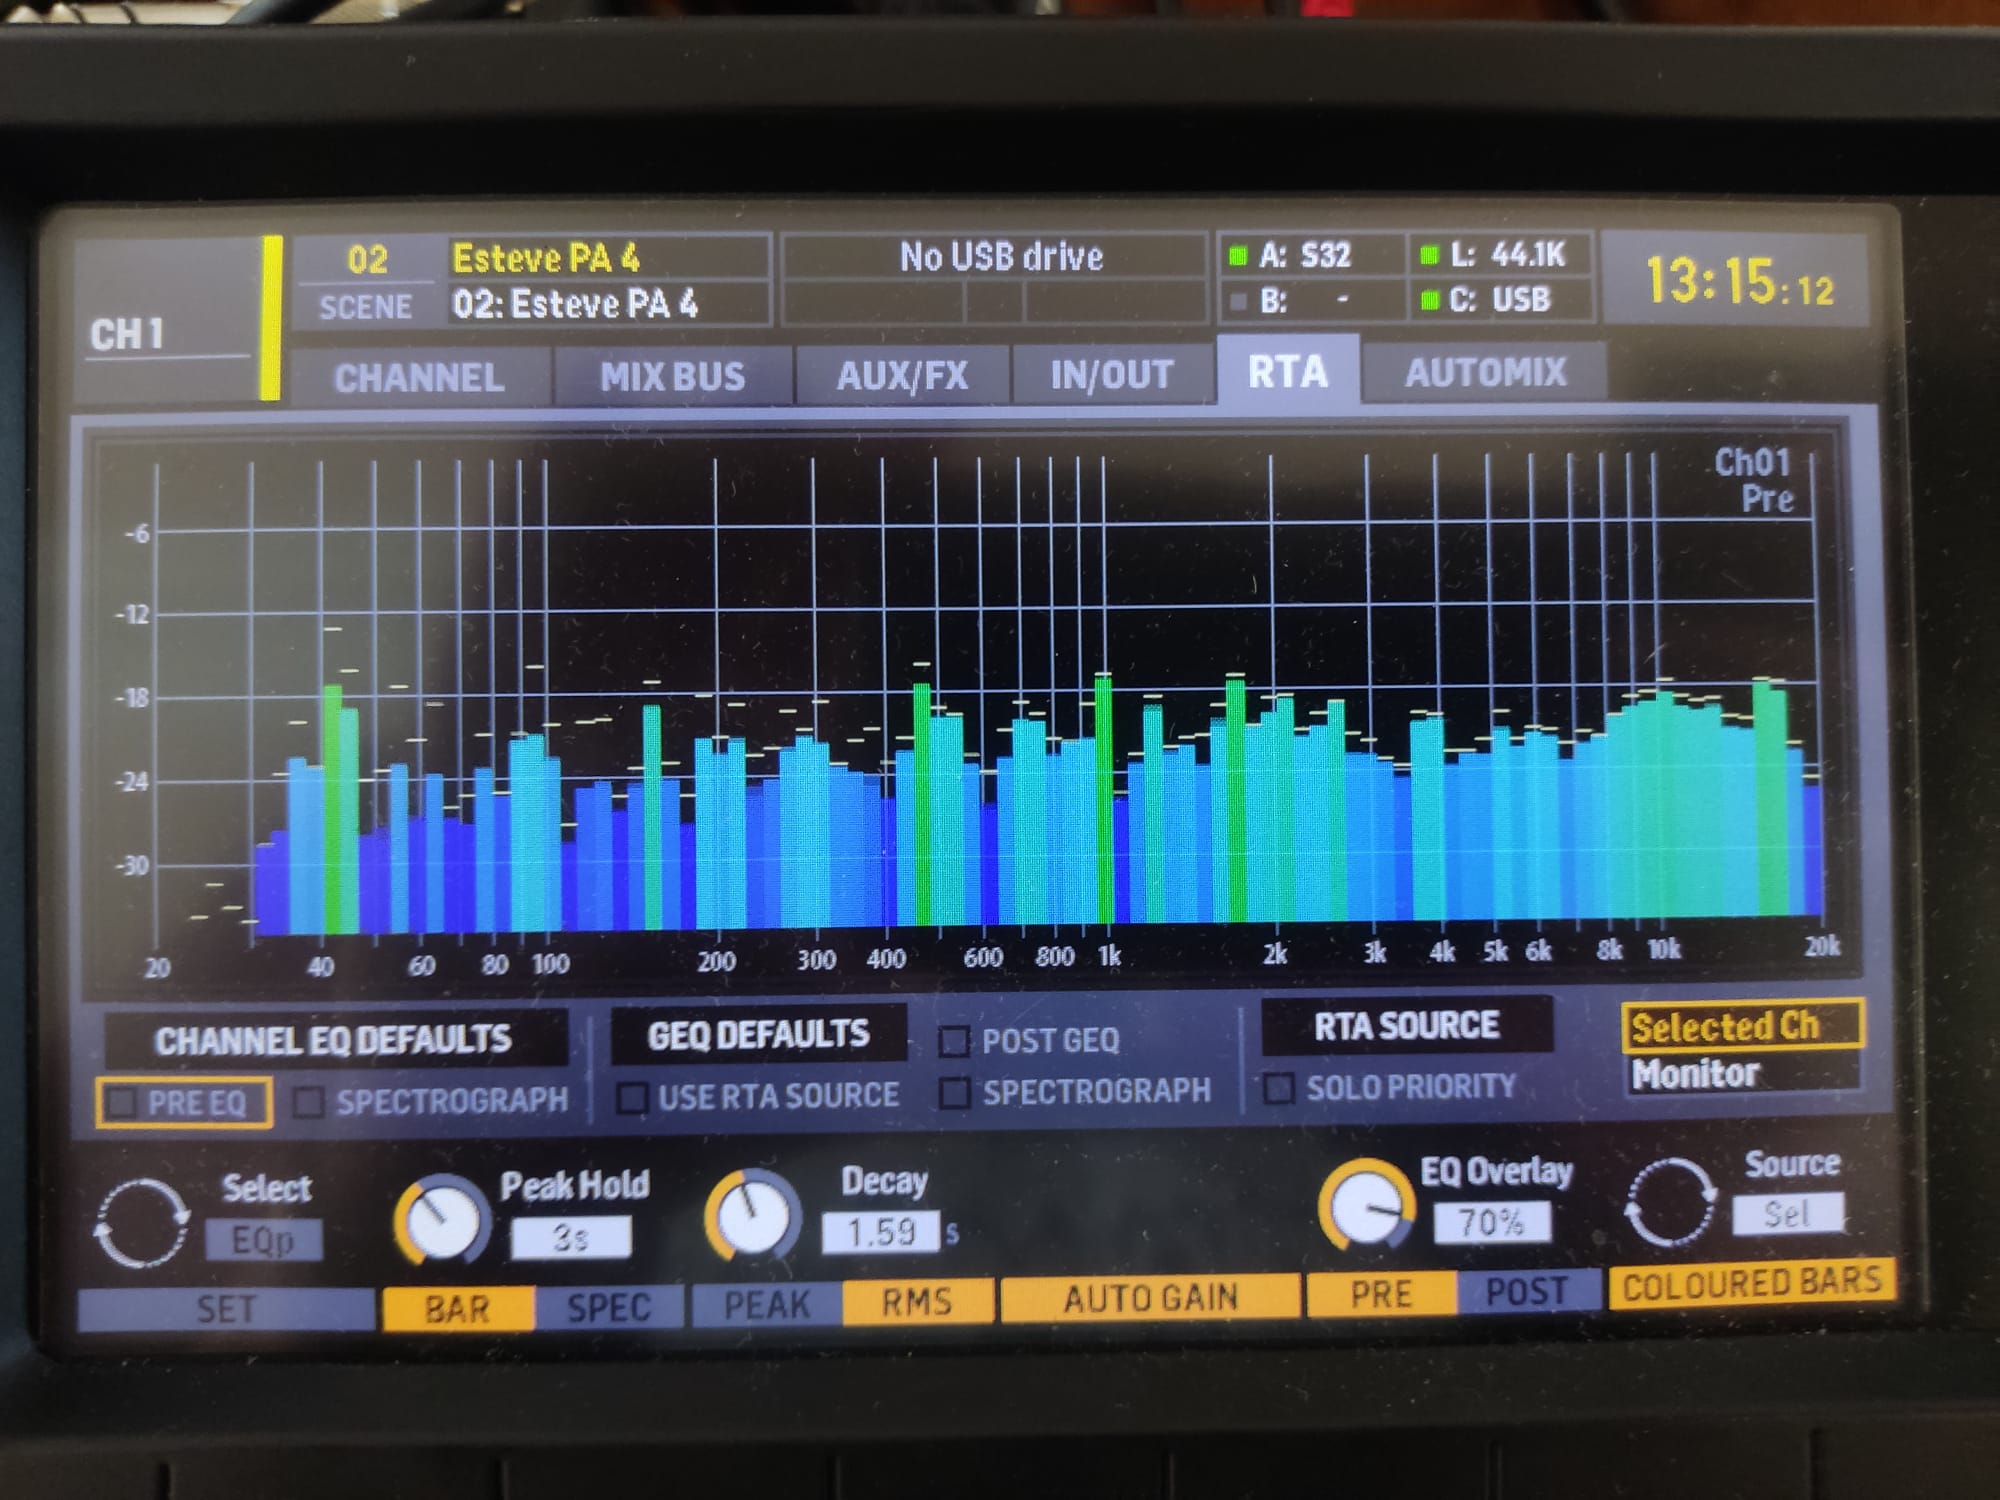 CH 1
02
SCENE
Esteve PA 4
02: Esteve PA 4
No USB drive
A: S32
L: 44.1K
B: -
C: USB
13:15:12
CHANNEL
MIX BUS
AUX/FX
IN/OUT
RTA
AUTOMIX
Ch01
Pre
-6
-12
-18
-24
-30
20 40 60 80 100 200 300 400 600 800 1k 2k 3k 4k 5k 6k 8k 10k 20k
CHANNEL EQ DEFAULTS
PRE EQ
SPECTROGRAPH
GEQ DEFAULTS
POST GEQ
USE RTA SOURCE
SPECTROGRAPH
RTA SOURCE
SOLO PRIORITY
Selected Ch
Monitor
Select
EQp
Peak Hold
3s
Decay
1.59 s
EQ Overlay
70%
Source
Sel
SET
BAR
SPEC
PEAK
RMS
AUTO GAIN
PRE
POST
COLOURED BARS